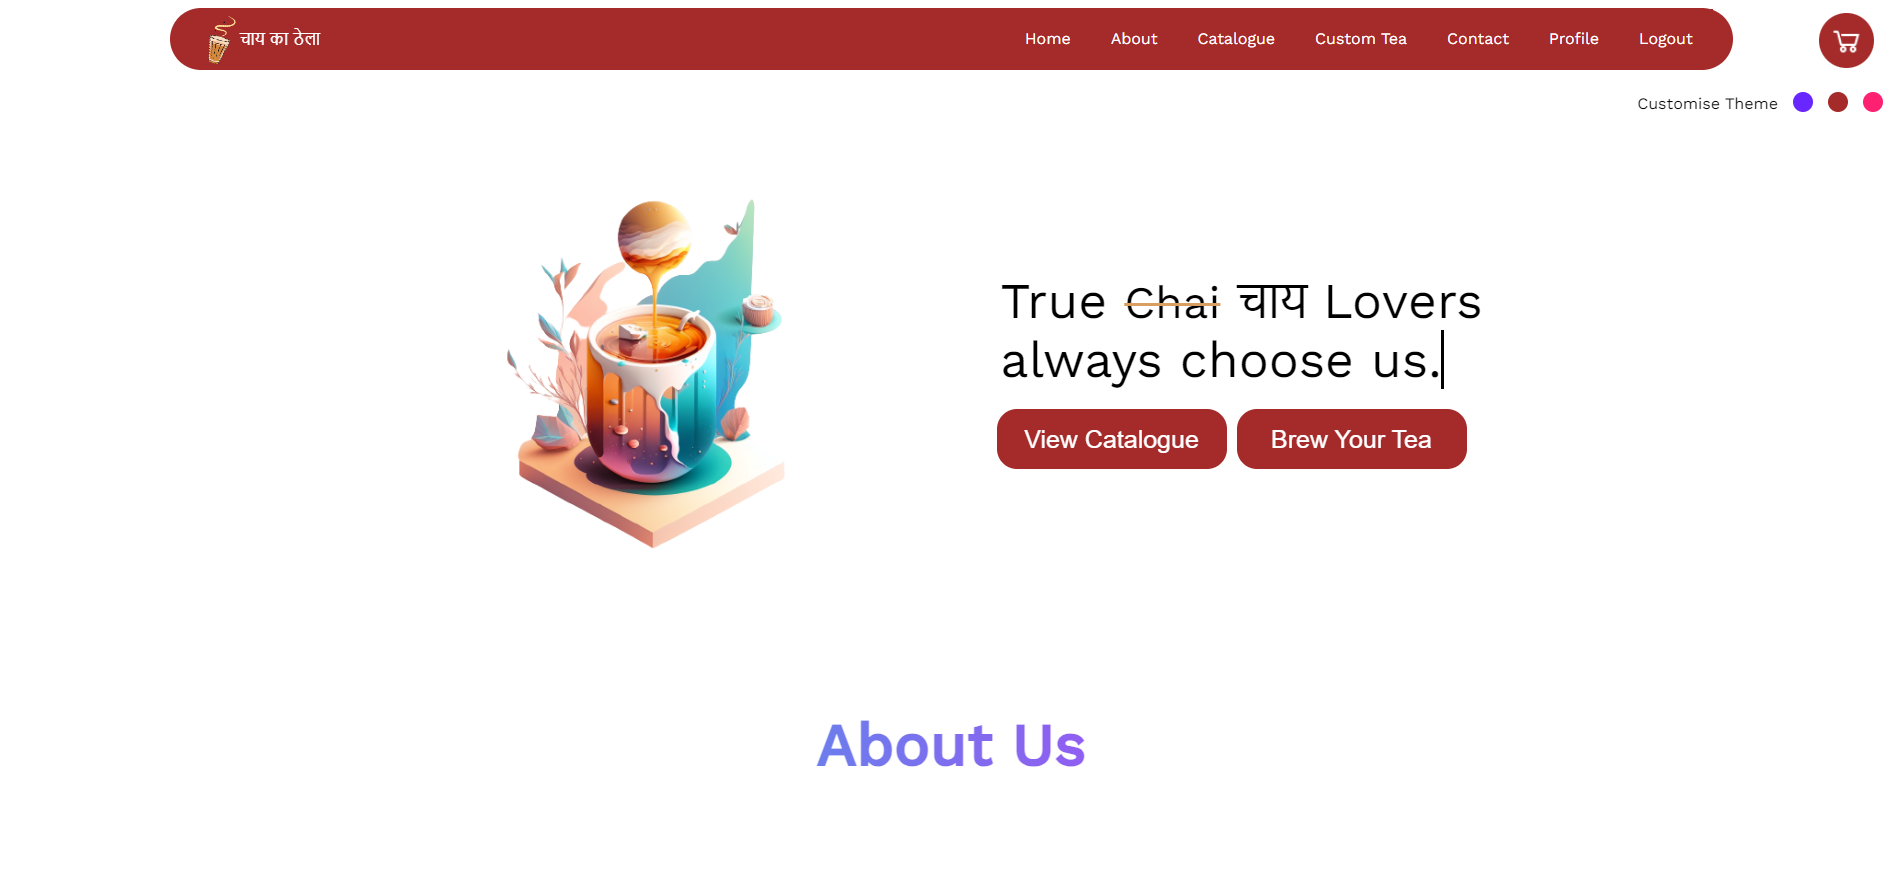 चाय का ठेला
Home About Catalogue Custom Tea Contact Profile Logout
Customise Theme
True Chai चाय Lovers
always choose us.
View Catalogue Brew Your Tea
About Us